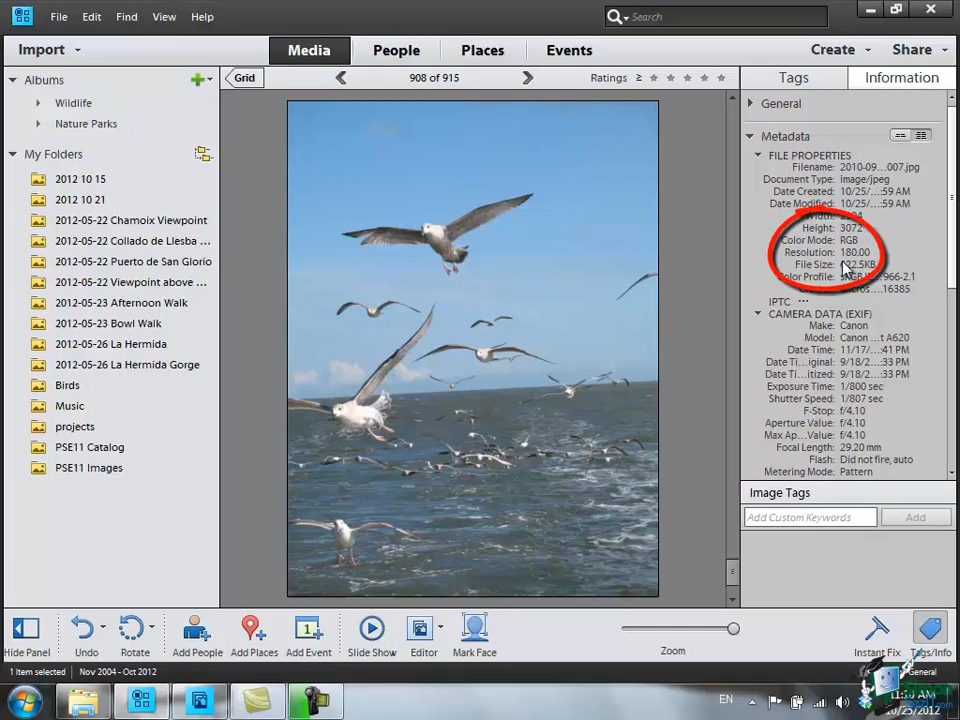 File Edit Find View Help
Search
Import
Media People Places Events
Create Share
Grid
908 of 915
Ratings ≥
Tags Information
Albums
Wildlife
Nature Parks
My Folders
2012 10 15
2012 10 21
2012-05-22 Chamoix Viewpoint
2012-05-22 Collado de Llesba ...
2012-05-22 Puerto de San Glorio
2012-05-22 Viewpoint above ...
2012-05-23 Afternoon Walk
2012-05-23 Bowl Walk
2012-05-26 La Hermida
2012-05-26 La Hermida Gorge
Birds
Music
projects
PSE11 Catalog
PSE11 Images
General
Metadata
FILE PROPERTIES
Filename: 2010-09...007.jpg
Document Type: image/jpeg
Date Created: 10/25/...:59 AM
Date Modified: 10/25/...:59 AM
Width:
Height: 3072
Color Mode: RGB
Resolution: 180.00
File Size:
Color Profile:
IPTC ...
CAMERA DATA (EXIF)
Make: Canon
Model: Canon ...t A620
Date Time: 11/17/...:41 PM
Date Ti...iginal: 9/18/2...:33 PM
Date Ti...itized: 9/18/2...:33 PM
Exposure Time: 1/800 sec
Shutter Speed: 1/807 sec
F-Stop: f/4.10
Aperture Value: f/4.10
Max Ap...Value: f/4.10
Focal Length: 29.20 mm
Flash: Did not fire, auto
Metering Mode: Pattern
Image Tags
Add Custom Keywords
Add
Hide Panel
Undo
Rotate
Add People
Add Places
1
Add Event
Slide Show
Editor
Mark Face
Zoom
Instant Fix
Tags/Info
1 Item selected
Nov 2004 - Oct 2012
General
EN
10/25/2012